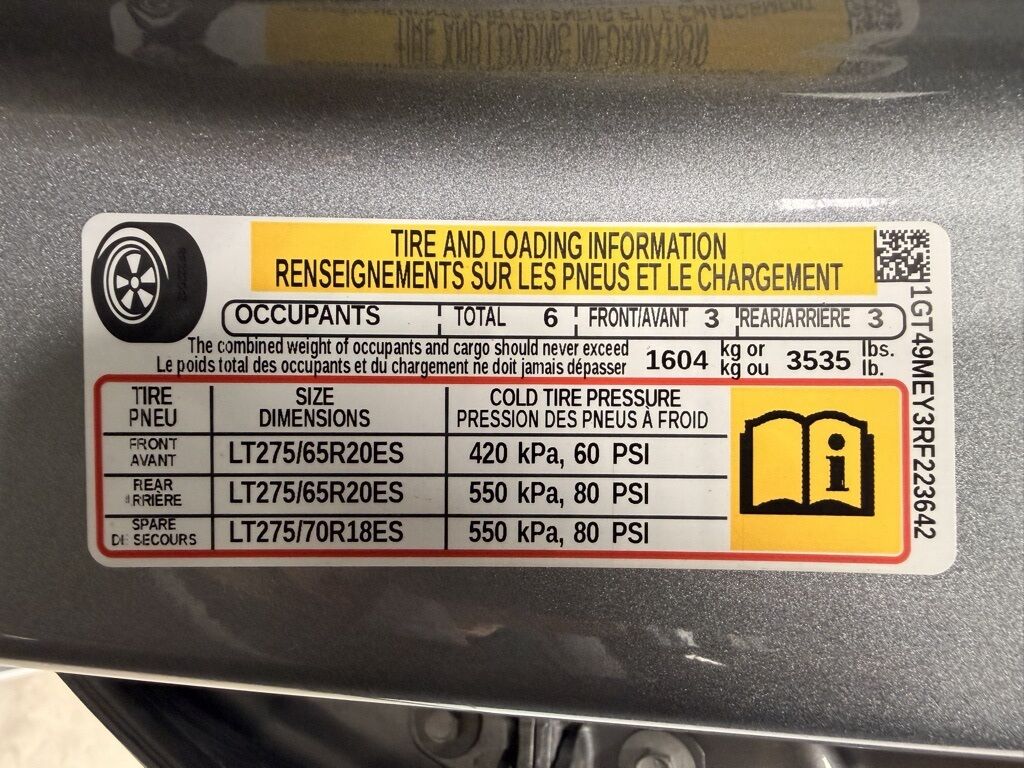 TIRE AND LOADING INFORMATION
RENSEIGNEMENTS SUR LES PNEUS ET LE CHARGEMENT
OCCUPANTS TOTAL 6 FRONT/AVANT 3 REAR/ARRIÈRE 3
The combined weight of occupants and cargo should never exceed 1604 kg or 3535 lbs.
Le poids total des occupants et du chargement ne doit jamais dépasser kg ou lb.
TIRE SIZE COLD TIRE PRESSURE
PNEU DIMENSIONS PRESSION DES PNEUS À FROID
FRONT
AVANT LT275/65R20ES 420 kPa, 60 PSI
REAR
ARRIÈRE LT275/65R20ES 550 kPa, 80 PSI
SPARE
DE SECOURS LT275/70R18ES 550 kPa, 80 PSI
i
1GT49MEY3RF223642